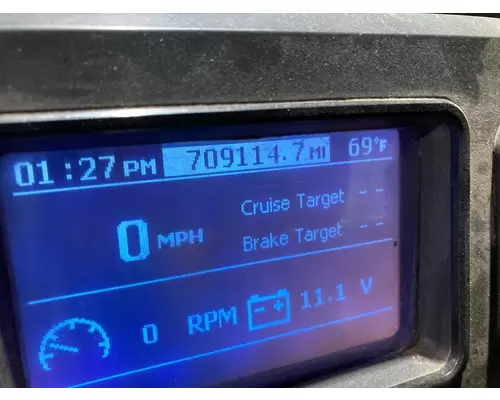 01:27 PM 709114.7 MI 69°F
0 MPH Cruise Target --
Brake Target --
0 RPM - + 11.1 V